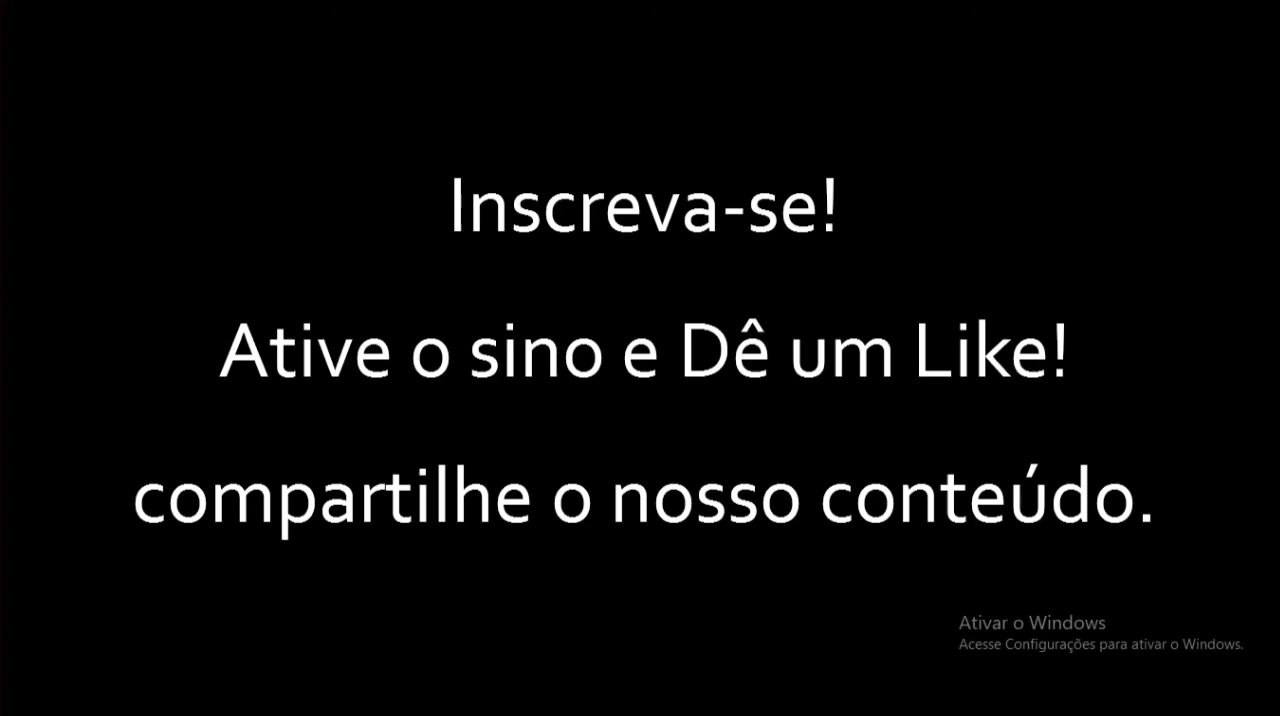 Inscreva-se!
Ative o sino e Dê um Like!
compartilhe o nosso conteúdo.
Ativar o Windows
Acesse Configurações para ativar o Windows.